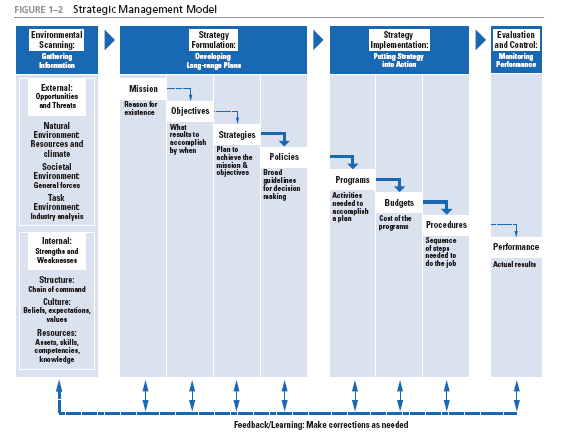 FIGURE 1–2 Strategic Management Model
Environmental
Scanning:
Gathering
Information
Strategy
Formulation:
Developing
Long-range Plans
Strategy
Implementation:
Putting Strategy
into Action
Evaluation
and Control:
Monitoring
Performance
External:
Opportunities
and Threats
Natural
Environment:
Resources and
climate
Societal
Environment:
General forces
Task
Environment:
Industry analysis
Internal:
Strengths and
Weaknesses
Structure:
Chain of command
Culture:
Beliefs, expectations,
values
Resources:
Assets, skills,
competencies,
knowledge
Mission
Reason for
existence
Objectives
What
results to
accomplish
by when
Strategies
Plan to
achieve the
mission &
objectives
Policies
Broad
guidelines
for decision
making
Programs
Activities
needed to
accomplish
a plan
Budgets
Cost of the
programs
Procedures
Sequence
of steps
needed to
do the job
Performance
Actual results
Feedback/Learning: Make corrections as needed